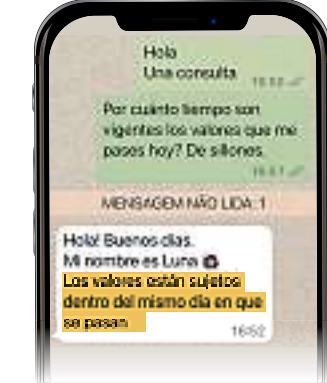 Hola
Una consulta
Por cuánto tiempo son
vigentes los valores que me
pases hoy? De sillones.
MENSAGEM NÃO LIDA: 1
Hola! Buenos días.
Mi nombre es Luna
Los valores están sujetos
dentro del mismo día en que
se pasan
16:52